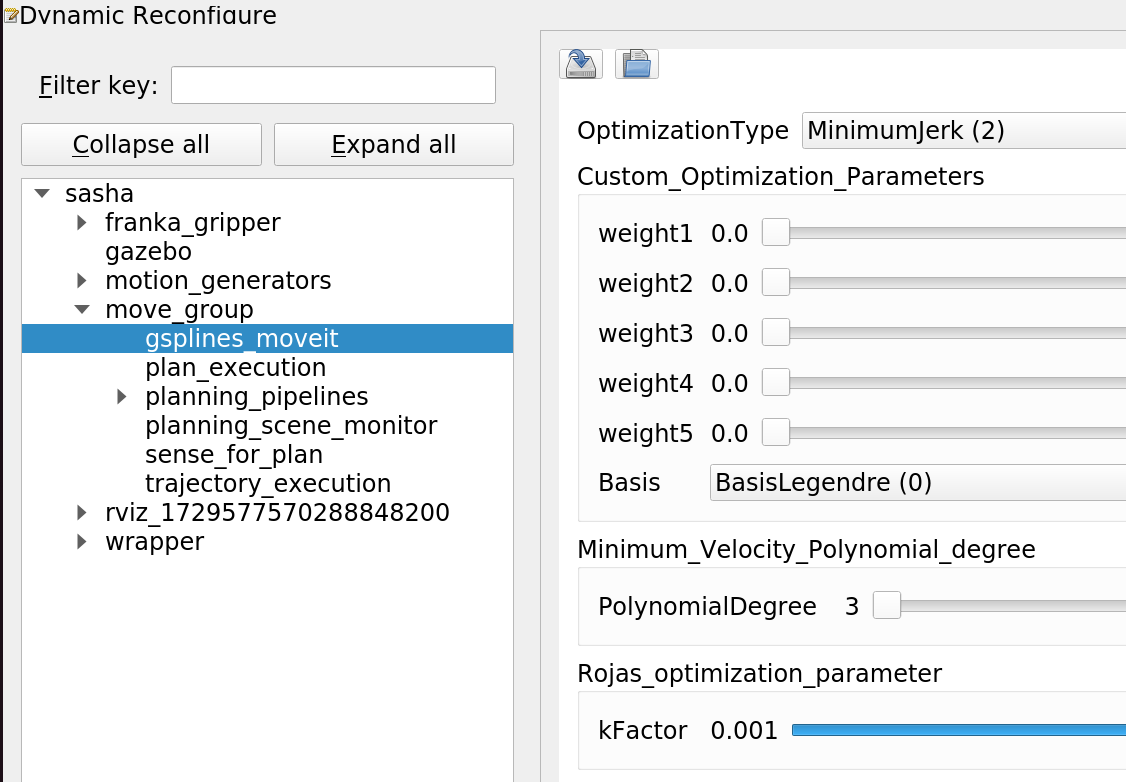 Dynamic Reconfigure
Filter key:
Collapse all
Expand all
sasha
franka_gripper
gazebo
motion_generators
move_group
gsplines_moveit
plan_execution
planning_pipelines
planning_scene_monitor
sense_for_plan
trajectory_execution
rviz_1729577570288848200
wrapper
OptimizationType MinimumJerk (2)
Custom_Optimization_Parameters
weight1 0.0
weight2 0.0
weight3 0.0
weight4 0.0
weight5 0.0
Basis BasisLegendre (0)
Minimum_Velocity_Polynomial_degree
PolynomialDegree 3
Rojas_optimization_parameter
kFactor 0.001